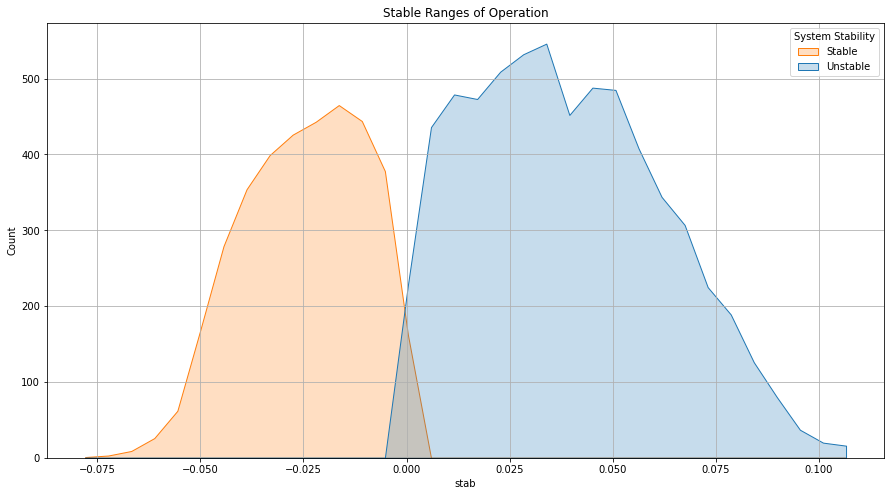 Stable Ranges of Operation
System Stability
Stable
Unstable
500
400
300
200
100
0
Count
−0.075 −0.050 −0.025 0.000 0.025 0.050 0.075 0.100
stab